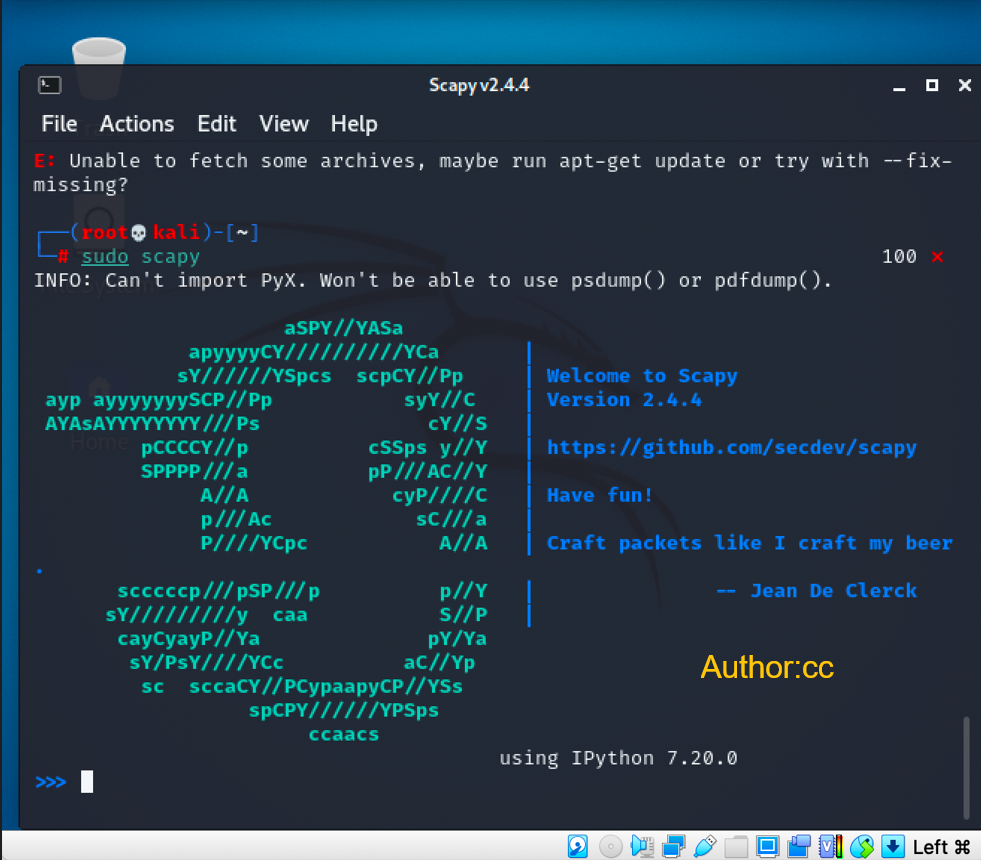 Scapy v2.4.4
File Actions Edit View Help
E: Unable to fetch some archives, maybe run apt-get update or try with --fix-
missing?
┌──(root💀kali)-[~]
└─# sudo scapy 100 ⨯
INFO: Can't import PyX. Won't be able to use psdump() or pdfdump().
aSPY//YASa
apyyyyCY//////////YCa |
sY//////YSpcs scpCY//Pp | Welcome to Scapy
ayp ayyyyyyySCP//Pp syY//C | Version 2.4.4
AYAsAYYYYYYYY///Ps cY//S |
pCCCCY//p cSSps y//Y | https://github.com/secdev/scapy
SPPPP///a pP///AC//Y |
A//A cyP////C | Have fun!
p///Ac sC///a |
P////YCpc A//A | Craft packets like I craft my beer
.
scccccp///pSP///p p//Y | -- Jean De Clerck
sY/////////y caa S//P |
cayCyayP//Ya pY/Ya
sY/PsY////YCc aC//Yp
sc sccaCY//PCypaapyCP//YSs
spCPY//////YPSps
ccaacs
using IPython 7.20.0
>>>
Author:cc
Home
Left ⌘